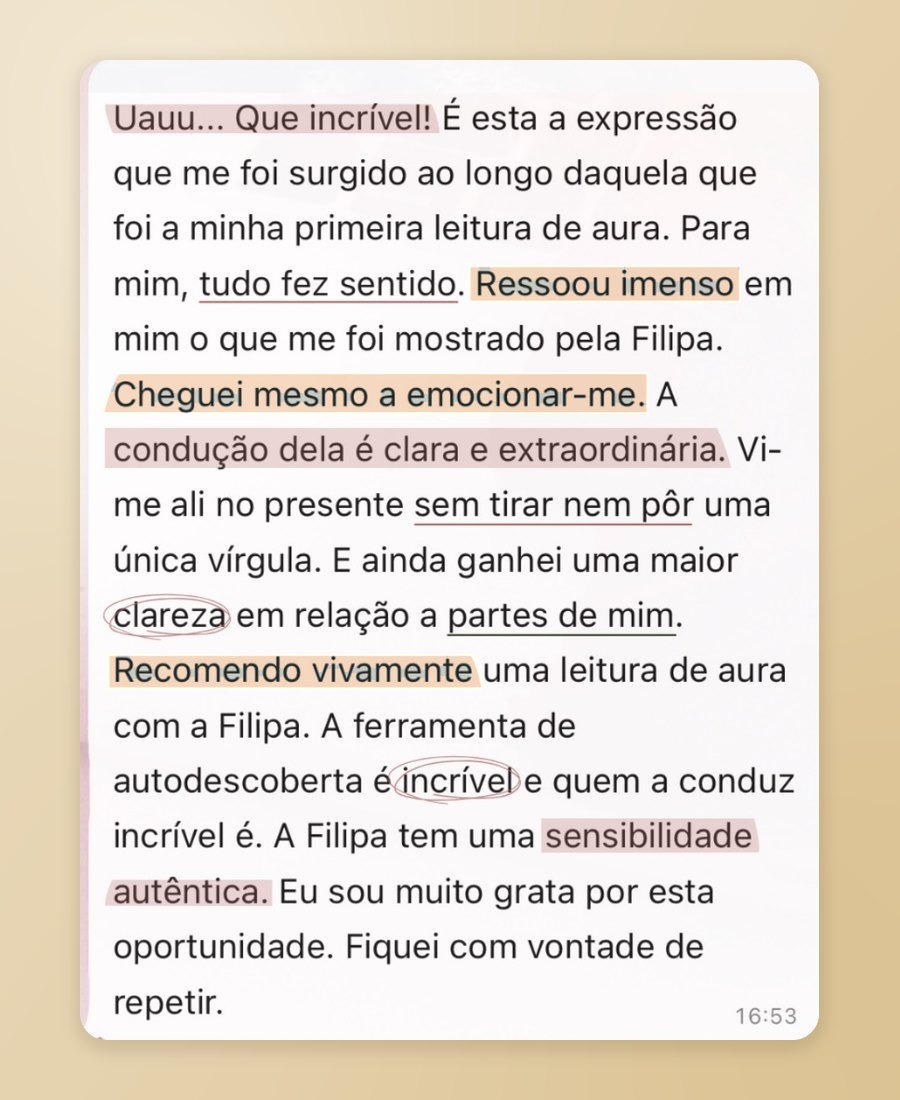 Uauu... Que incrível! É esta a expressão
que me foi surgido ao longo daquela que
foi a minha primeira leitura de aura. Para
mim, tudo fez sentido. Ressoou imenso em
mim o que me foi mostrado pela Filipa.
Cheguei mesmo a emocionar-me. A
condução dela é clara e extraordinária. Vi-
me ali no presente sem tirar nem pôr uma
única vírgula. E ainda ganhei uma maior
clareza em relação a partes de mim.
Recomendo vivamente uma leitura de aura
com a Filipa. A ferramenta de
autodescoberta é incrível e quem a conduz
incrível é. A Filipa tem uma sensibilidade
autêntica. Eu sou muito grata por esta
oportunidade. Fiquei com vontade de
repetir.
16:53